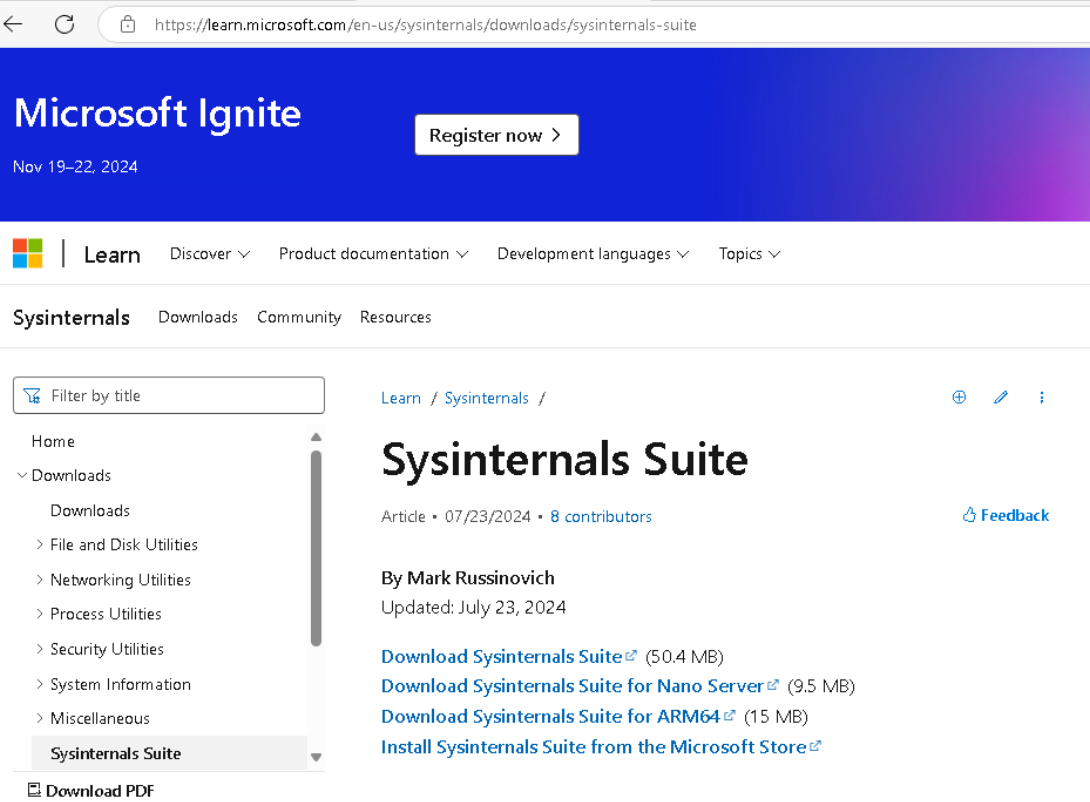 https://learn.microsoft.com/en-us/sysinternals/downloads/sysinternals-suite
Microsoft Ignite
Register now
Nov 19–22, 2024
Learn Discover Product documentation Development languages Topics
Sysinternals Downloads Community Resources
Filter by title
Home
Downloads
Downloads
File and Disk Utilities
Networking Utilities
Process Utilities
Security Utilities
System Information
Miscellaneous
Sysinternals Suite
Download PDF
Learn / Sysinternals /
Sysinternals Suite
Article • 07/23/2024 • 8 contributors
Feedback
By Mark Russinovich
Updated: July 23, 2024
Download Sysinternals Suite (50.4 MB)
Download Sysinternals Suite for Nano Server (9.5 MB)
Download Sysinternals Suite for ARM64 (15 MB)
Install Sysinternals Suite from the Microsoft Store